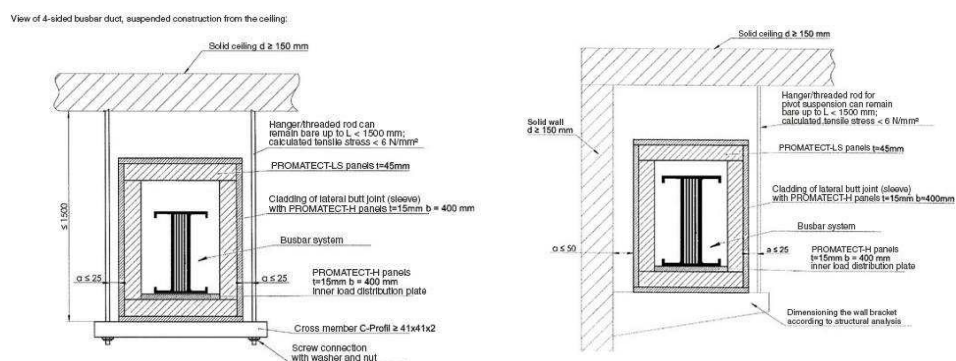 View of 4-sided busbar duct, suspended construction from the ceiling:
Solid ceiling d ≥ 150 mm
Hanger/threaded rod can
remain bare up to L < 1500 mm;
calculated tensile stress < 6 N/mm²
PROMATECT-LS panels t=45mm
Cladding of lateral butt joint (sleeve)
with PROMATECT-H panels t=15mm b = 400 mm
≤ 1500
Busbar system
α ≤ 25
α ≤ 25
PROMATECT-H panels
t=15mm b = 400 mm
inner load distribution plate
Cross member C-Profil ≥ 41x41x2
Screw connection
with washer and nut
Solid ceiling d ≥ 150 mm
Hanger/threaded rod for
pivot suspension can remain
bare up to L < 1500 mm;
calculated tensile stress < 6 N/mm²
Solid wall
d ≥ 150 mm
PROMATECT-LS panels t=45mm
Cladding of lateral butt joint (sleeve)
with PROMATECT-H panels t=15mm b=400mm
Busbar system
α ≤ 50
a ≤ 25
PROMATECT-H panels
t=15mm b = 400 mm
inner load distribution plate
Dimensioning the wall bracket
according to structural analysis